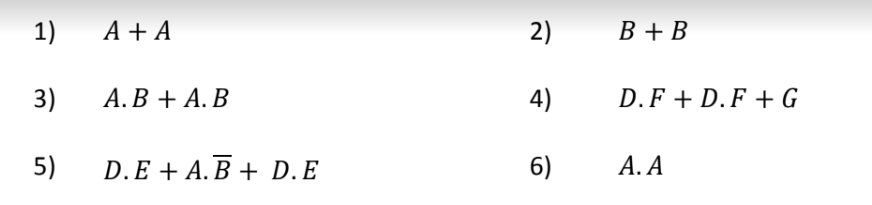 1) A + A 2) B + B
3) A. B + A. B 4) D. F + D. F + G
5) D. E + A. B̅ + D. E 6) A. A